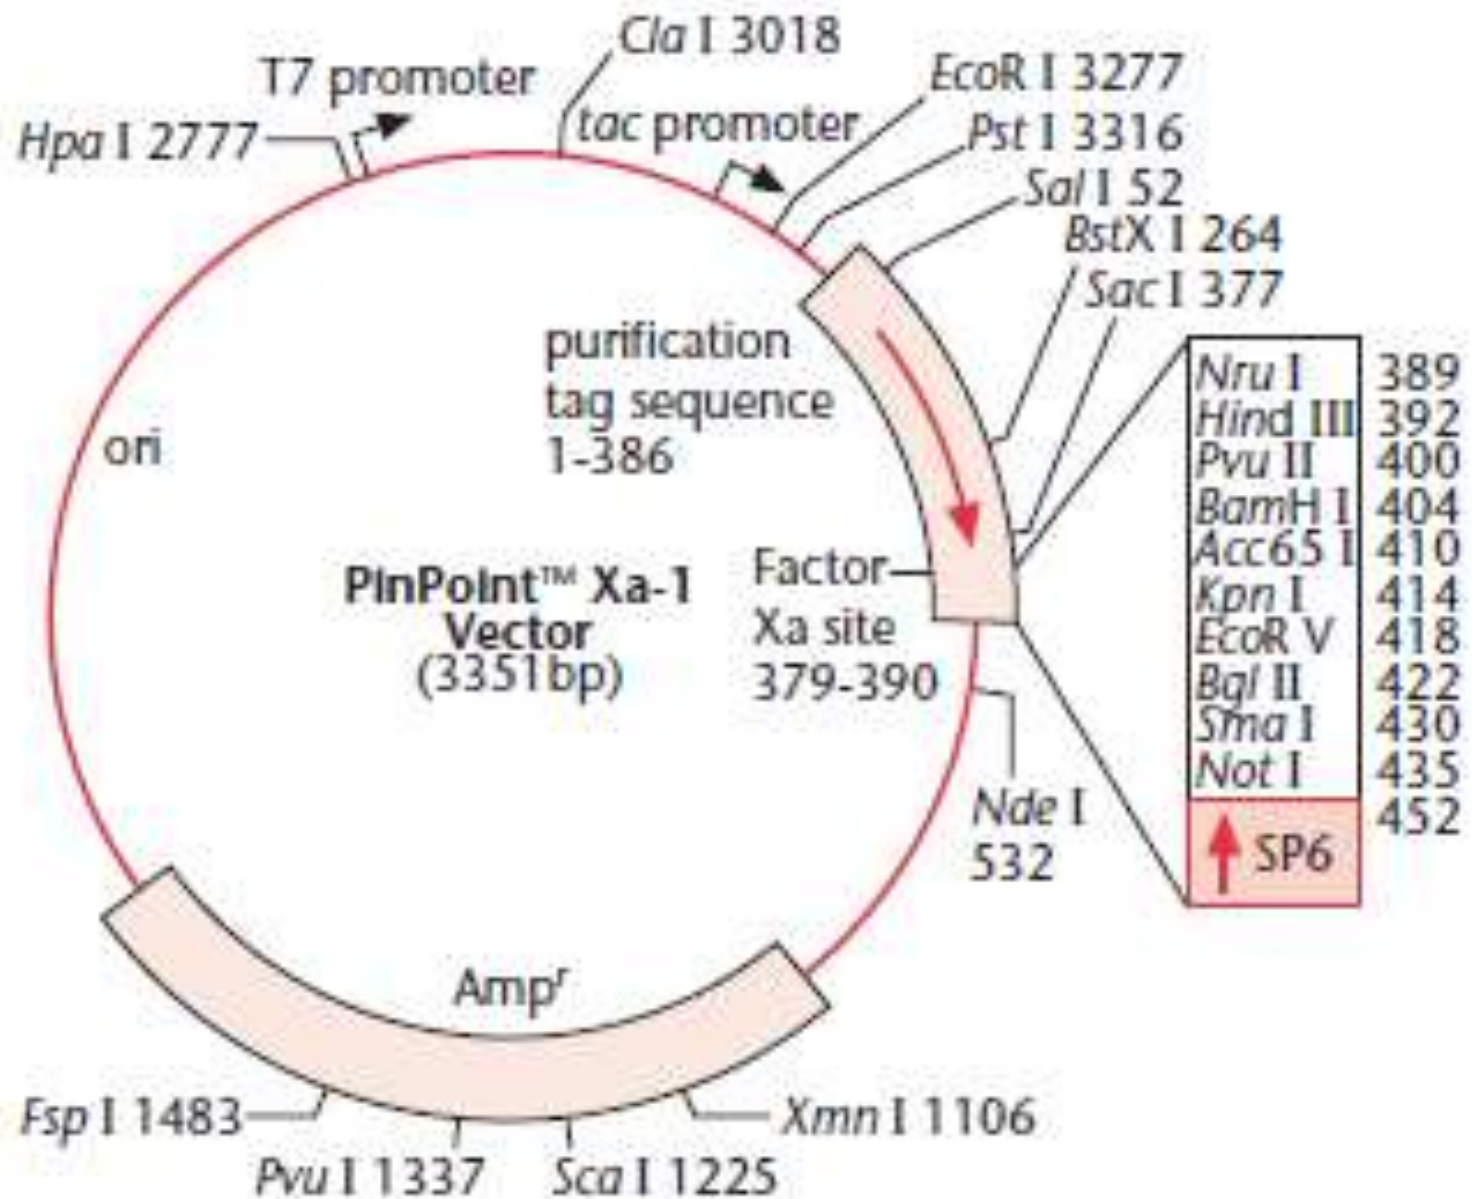 Cla I 3018
T7 promoter
EcoR I 3277
tac promoter
Hpa I 2777
Pst I 3316
Sal I 52
BstX I 264
Sac I 377
purification
tag sequence
1-386
ori
Nru I 389
Hind III 392
Pvu II 400
BamH I 404
Acc65 I 410
Kpn I 414
EcoR V 418
Bgl II 422
Sma I 430
Not I 435
452
SP6
PinPoint™ Xa-1
Vector
(3351bp)
Factor
Xa site
379-390
Nde I
532
Ampʳ
Fsp I 1483
Xmn I 1106
Pvu I 1337
Sca I 1225